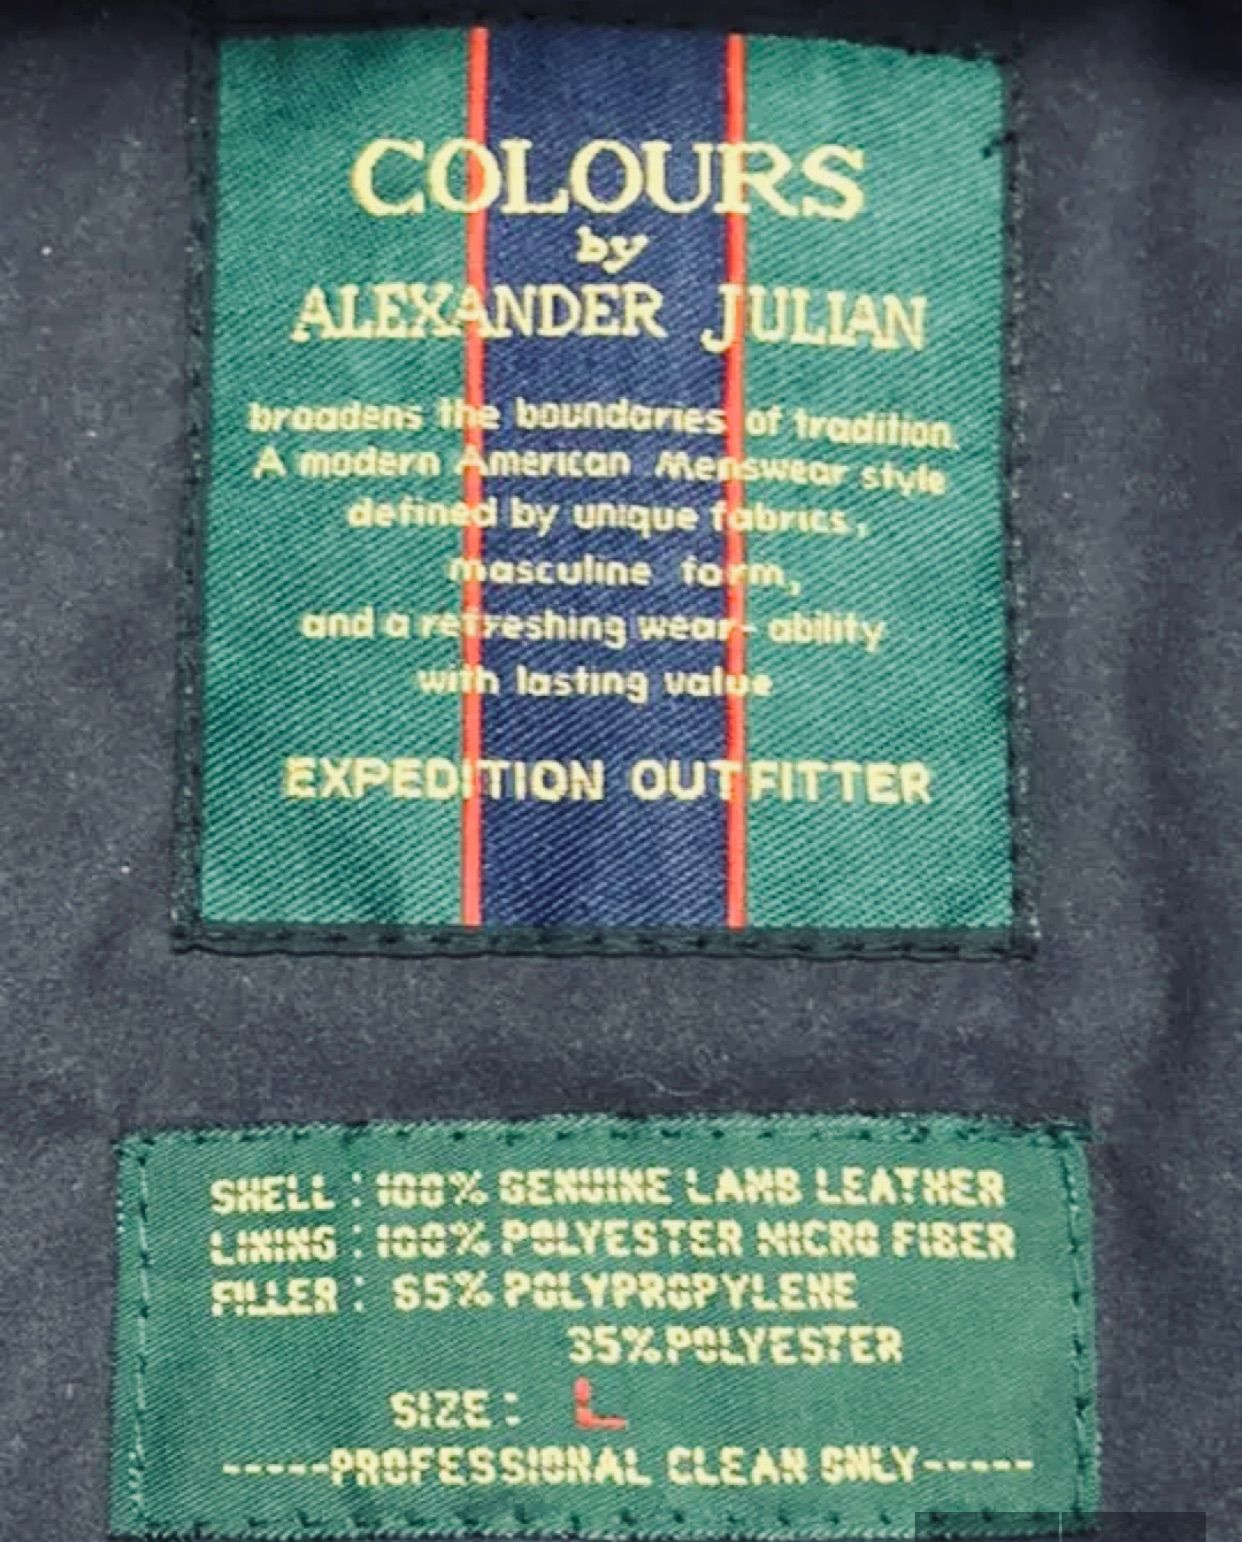 COLOURS
by
ALEXANDER JULIAN
broadens the boundaries of tradition.
A modern American Menswear style
defined by unique fabrics,
masculine form,
and a refreshing wear-ability
with lasting value
EXPEDITION OUTFITTER
SHELL : 100% GENUINE LAMB LEATHER
LINING : 100% POLYESTER MICRO FIBER
FILLER : 65% POLYPROPYLENE
35% POLYESTER
SIZE : L
-----PROFESSIONAL CLEAN ONLY-----